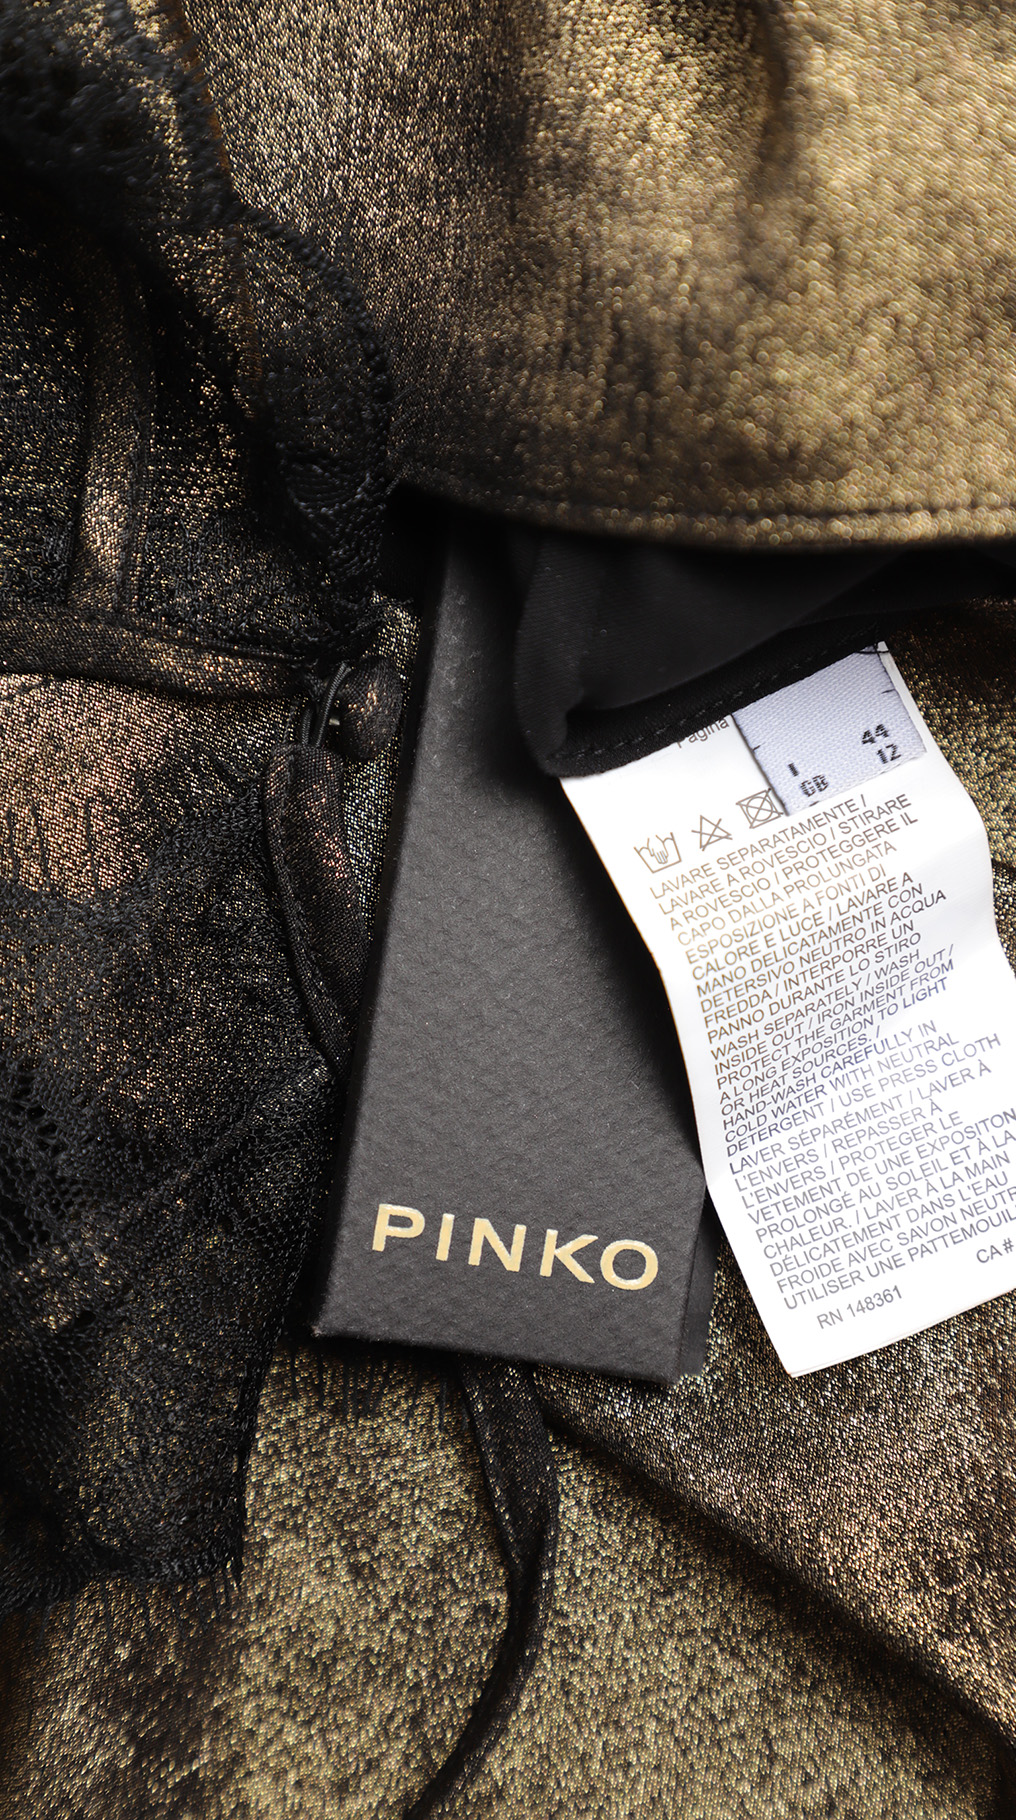 Pagina
I 44
GB 12
LAVARE SEPARATAMENTE /
LAVARE A ROVESCIO / STIRARE
A ROVESCIO / PROTEGGERE IL
CAPO DALLA PROLUNGATA
ESPOSIZIONE A FONTI DI
CALORE E LUCE / LAVARE A
MANO DELICATAMENTE CON
DETERSIVO NEUTRO IN ACQUA
FREDDA / INTERPORRE UN
PANNO DURANTE LO STIRO
WASH SEPARATELY / WASH
INSIDE OUT / IRON INSIDE OUT /
PROTECT THE GARMENT FROM
A LONG EXPOSITION TO LIGHT
OR HEAT SOURCES. /
HAND-WASH CAREFULLY IN
COLD WATER WITH NEUTRAL
DETERGENT / USE PRESS CLOTH
LAVER SÉPARÉMENT / LAVER À
L'ENVERS / REPASSER À
L'ENVERS / PROTEGER LE
VETEMENT DE UNE EXPOSITON
PROLONGÉ AU SOLEIL ET À LA
CHALEUR. / LAVER À LA MAIN
DÉLICATEMENT DANS L'EAU
FROIDE AVEC SAVON NEUTR
UTILISER UNE PATTEMOUIL
RN 148361 CA#
PINKO